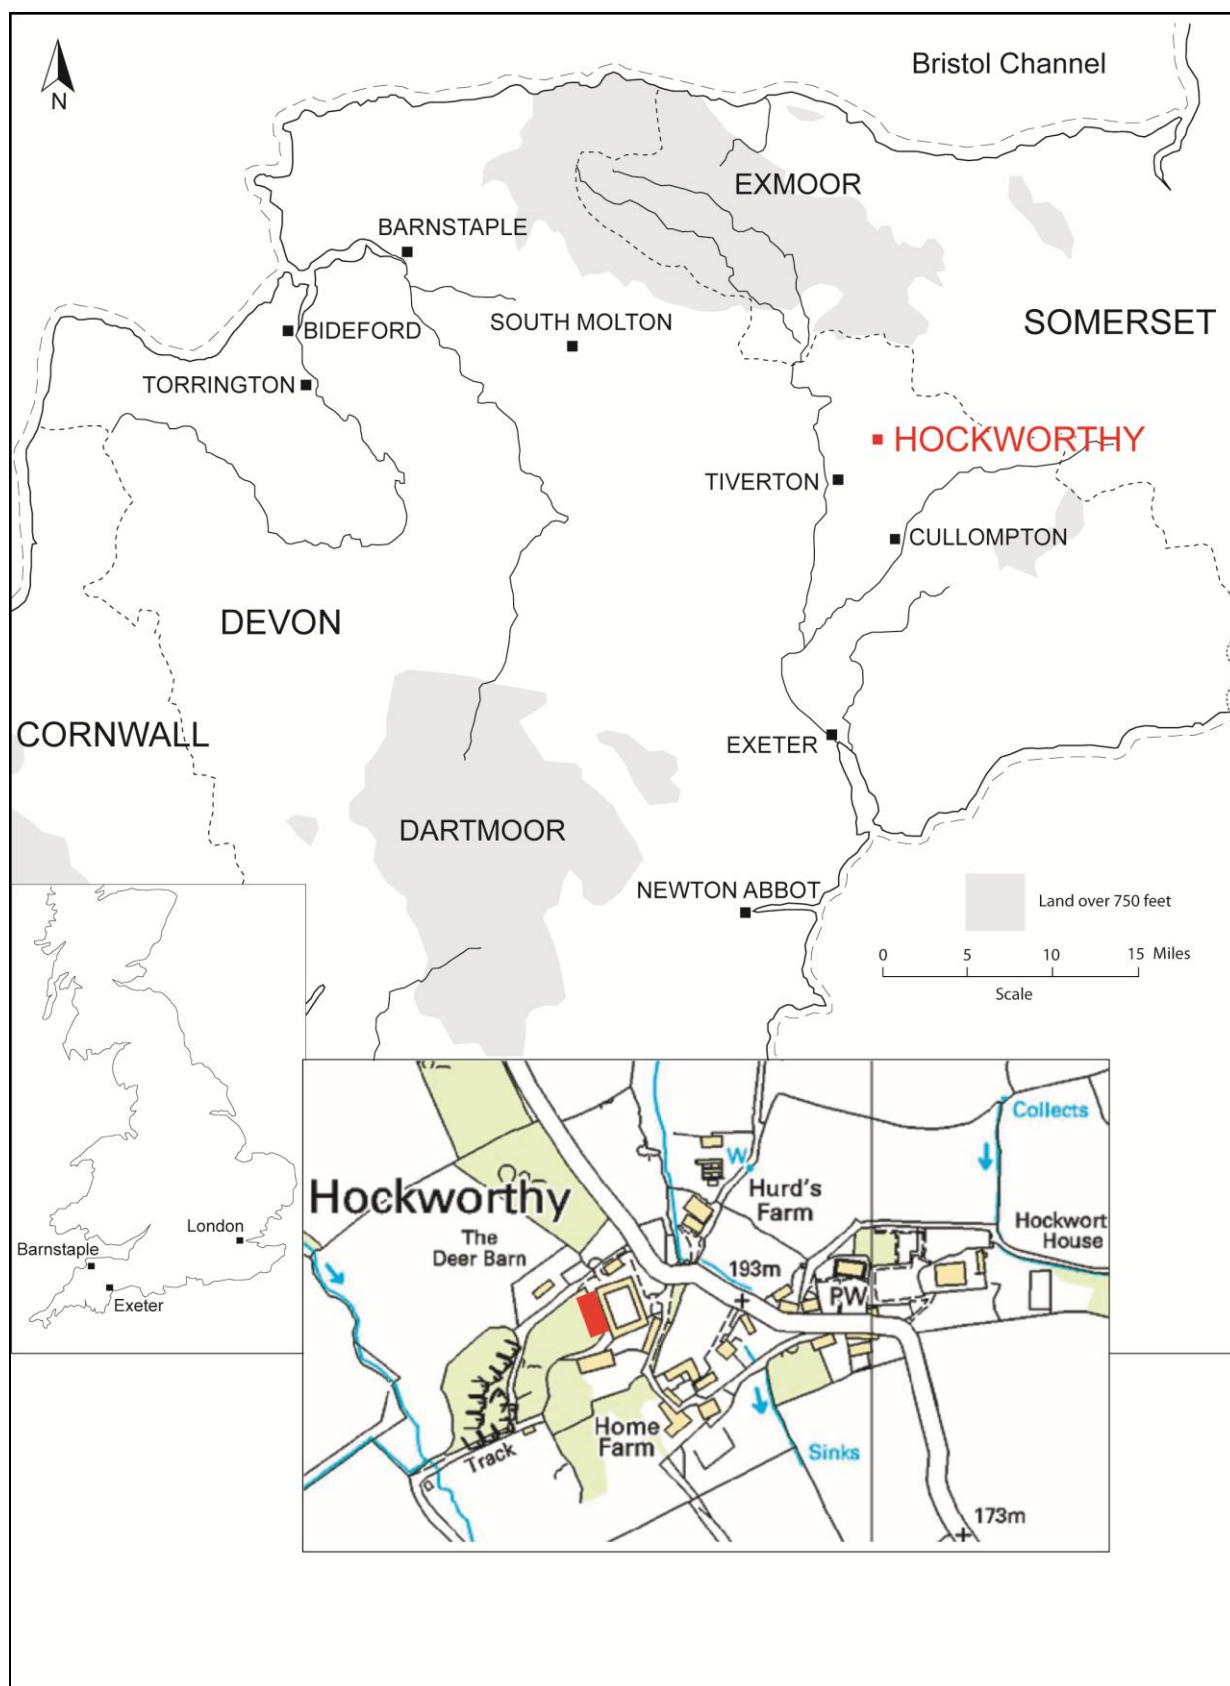 Bristol Channel
N
EXMOOR
BARNSTAPLE
SOUTH MOLTON
SOMERSET
BIDEFORD
TORRINGTON
HOCKWORTHY
TIVERTON
CULLOMPTON
DEVON
CORNWALL
EXETER
DARTMOOR
NEWTON ABBOT
Land over 750 feet
0 5 10 15 Miles
Scale
London
Barnstaple
Exeter
Collects
W
Hurd's
Farm
Hockworthy
The
Deer Barn
Hockwort
House
193m
PW
Home
Farm
Track
Sinks
173m